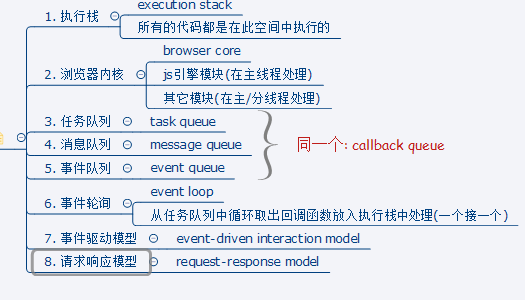 1. 执行栈
execution stack
所有的代码都是在此空间中执行的
2. 浏览器内核
browser core
js引擎模块(在主线程处理)
其它模块(在主/分线程处理)
3. 任务队列
task queue
4. 消息队列
message queue
5. 事件队列
event queue
同一个: callback queue
6. 事件轮询
event loop
从任务队列中循环取出回调函数放入执行栈中处理(一个接一个)
7. 事件驱动模型
event-driven interaction model
8. 请求响应模型
request-response model